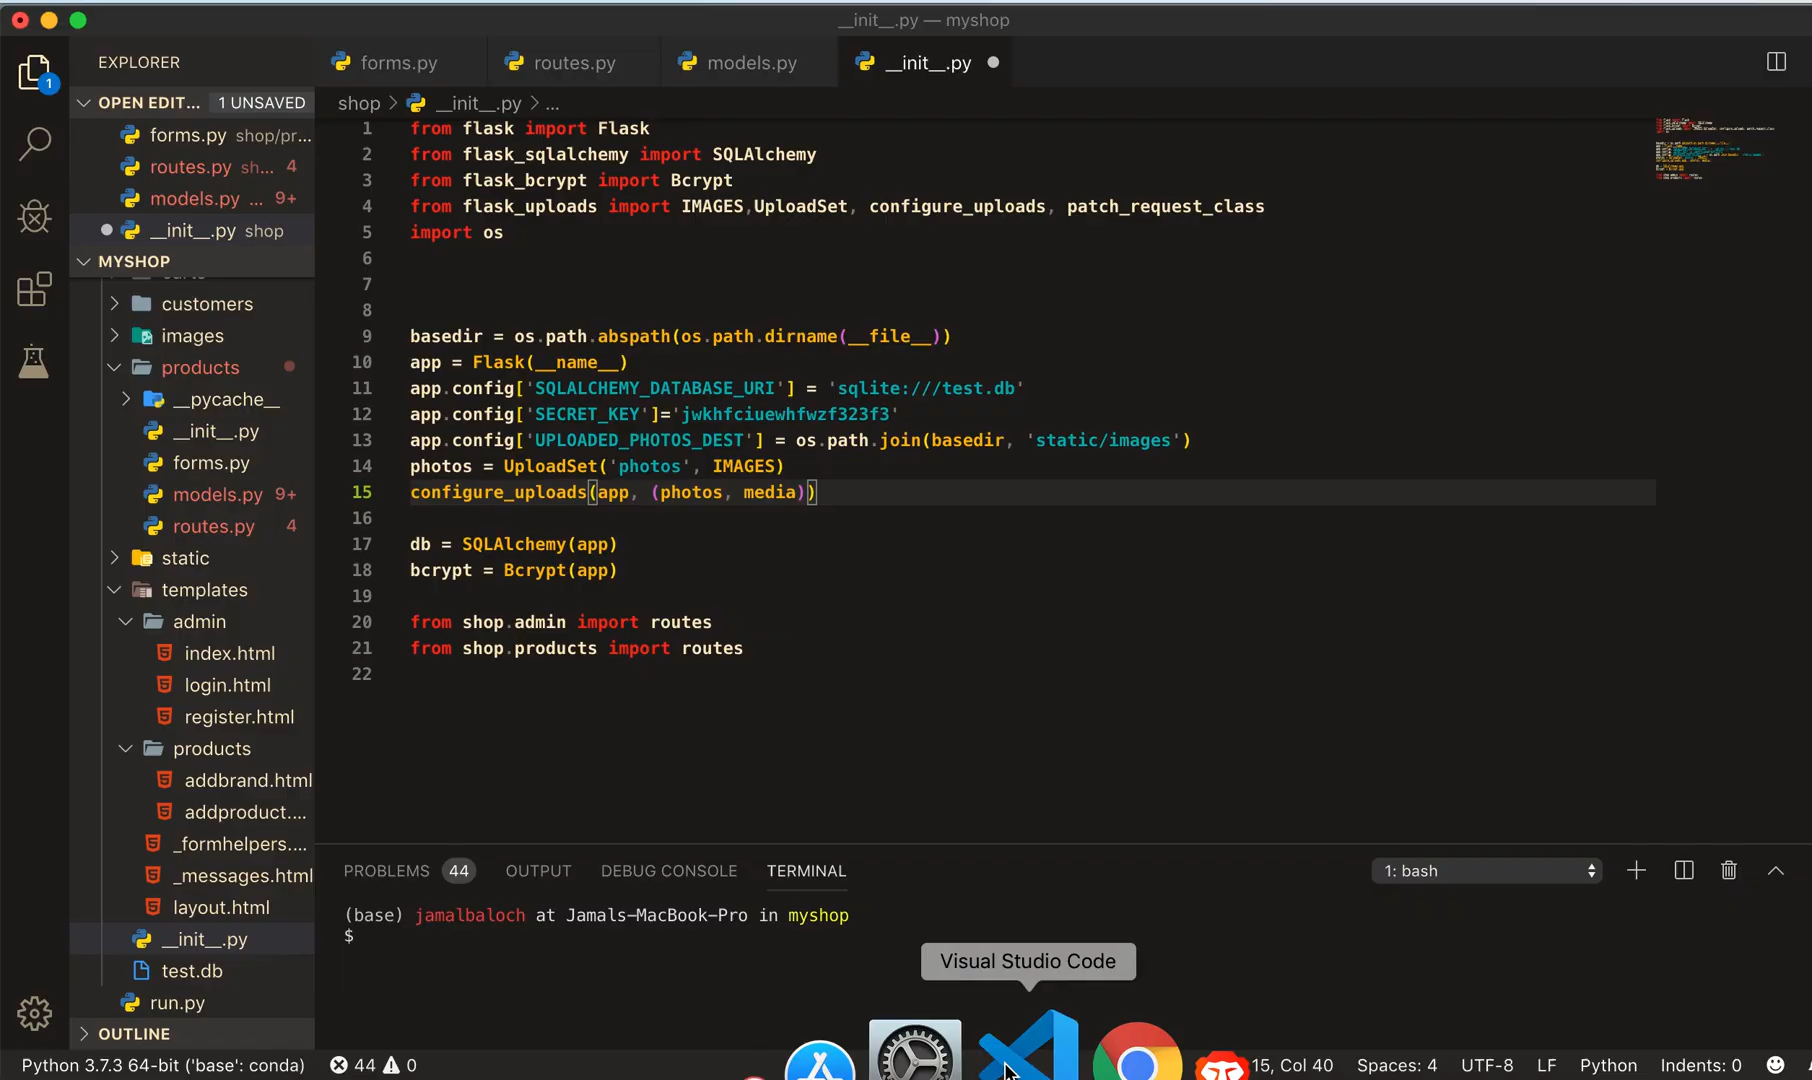 __init__.py — myshop
EXPLORER
forms.py
routes.py
models.py
__init__.py
1
OPEN EDIT... 1 UNSAVED
shop > __init__.py > ...
forms.py shop/pr...
routes.py sh... 4
models.py ... 9+
__init__.py shop
MYSHOP
customers
images
products
__pycache__
__init__.py
forms.py
models.py 9+
routes.py 4
static
templates
admin
index.html
login.html
register.html
products
addbrand.html
addproduct....
_formhelpers....
_messages.html
layout.html
__init__.py
test.db
run.py
OUTLINE
1 from flask import Flask
2 from flask_sqlalchemy import SQLAlchemy
3 from flask_bcrypt import Bcrypt
4 from flask_uploads import IMAGES,UploadSet, configure_uploads, patch_request_class
5 import os
6
7
8
9 basedir = os.path.abspath(os.path.dirname(__file__))
10 app = Flask(__name__)
11 app.config['SQLALCHEMY_DATABASE_URI'] = 'sqlite:///test.db'
12 app.config['SECRET_KEY']='jwkhfciuewhfwzf323f3'
13 app.config['UPLOADED_PHOTOS_DEST'] = os.path.join(basedir, 'static/images')
14 photos = UploadSet('photos', IMAGES)
15 configure_uploads(app, (photos, media))
16
17 db = SQLAlchemy(app)
18 bcrypt = Bcrypt(app)
19
20 from shop.admin import routes
21 from shop.products import routes
22
PROBLEMS 44 OUTPUT DEBUG CONSOLE TERMINAL 1: bash
(base) jamalbaloch at Jamals-MacBook-Pro in myshop
$
Visual Studio Code
Python 3.7.3 64-bit ('base': conda) 44 0 15, Col 40 Spaces: 4 UTF-8 LF Python Indents: 0